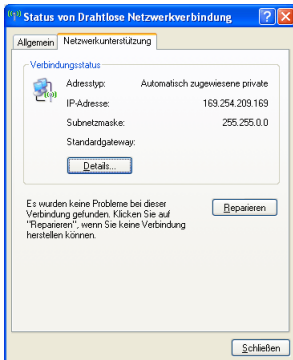 Status von Drahtlose Netzwerkverbindung
Allgemein Netzwerkunterstützung
Verbindungsstatus
Adresstyp: Automatisch zugewiesene private
IP-Adresse: 169.254.209.169
Subnetzmaske: 255.255.0.0
Standardgateway:
Details...
Es wurden keine Probleme bei dieser
Verbindung gefunden. Klicken Sie auf
"Reparieren", wenn Sie keine Verbindung
herstellen können.
Reparieren
Schließen